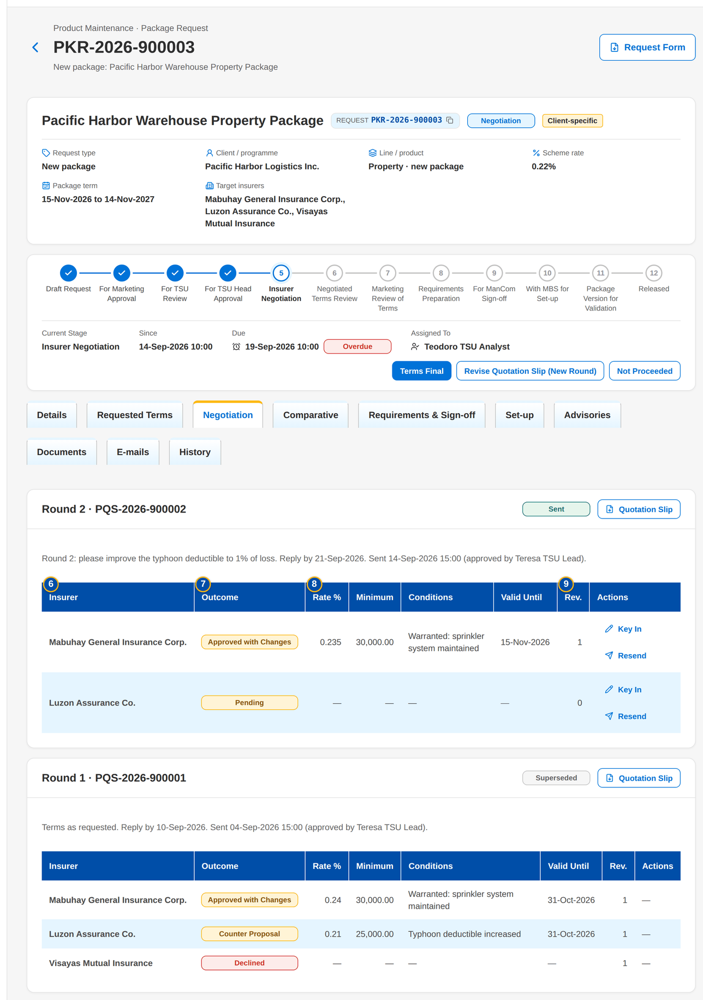 Product Maintenance · Package Request
PKR-2026-900003
New package: Pacific Harbor Warehouse Property Package
Request Form
Pacific Harbor Warehouse Property Package
REQUEST PKR-2026-900003
Negotiation
Client-specific
Request type
New package
Client / programme
Pacific Harbor Logistics Inc.
Line / product
Property · new package
Scheme rate
0.22%
Package term
15-Nov-2026 to 14-Nov-2027
Target insurers
Mabuhay General Insurance Corp.,
Luzon Assurance Co., Visayas
Mutual Insurance
Draft Request
For Marketing
Approval
For TSU
Review
For TSU Head
Approval
5
Insurer
Negotiation
6
Negotiated
Terms Review
7
Marketing
Review of
Terms
8
Requirements
Preparation
9
For ManCom
Sign-off
10
With MBS for
Set-up
11
Package
Version for
Validation
12
Released
Current Stage
Insurer Negotiation
Since
14-Sep-2026 10:00
Due
19-Sep-2026 10:00
Overdue
Assigned To
Teodoro TSU Analyst
Terms Final
Revise Quotation Slip (New Round)
Not Proceeded
Details
Requested Terms
Negotiation
Comparative
Requirements & Sign-off
Set-up
Advisories
Documents
E-mails
History
Round 2 · PQS-2026-900002
Sent
Quotation Slip
Round 2: please improve the typhoon deductible to 1% of loss. Reply by 21-Sep-2026. Sent 14-Sep-2026 15:00 (approved by Teresa TSU Lead).
6 7 8 9
Insurer Outcome Rate % Minimum Conditions Valid Until Rev. Actions
Mabuhay General Insurance Corp. Approved with Changes 0.235 30,000.00 Warranted: sprinkler
system maintained 15-Nov-2026 1 Key In
Resend
Luzon Assurance Co. Pending — — — — 0 Key In
Resend
Round 1 · PQS-2026-900001
Superseded
Quotation Slip
Terms as requested. Reply by 10-Sep-2026. Sent 04-Sep-2026 15:00 (approved by Teresa TSU Lead).
Insurer Outcome Rate % Minimum Conditions Valid Until Rev. Actions
Mabuhay General Insurance Corp. Approved with Changes 0.24 30,000.00 Warranted: sprinkler system
maintained 31-Oct-2026 1 —
Luzon Assurance Co. Counter Proposal 0.21 25,000.00 Typhoon deductible increased 31-Oct-2026 1 —
Visayas Mutual Insurance Declined — — — — 1 —